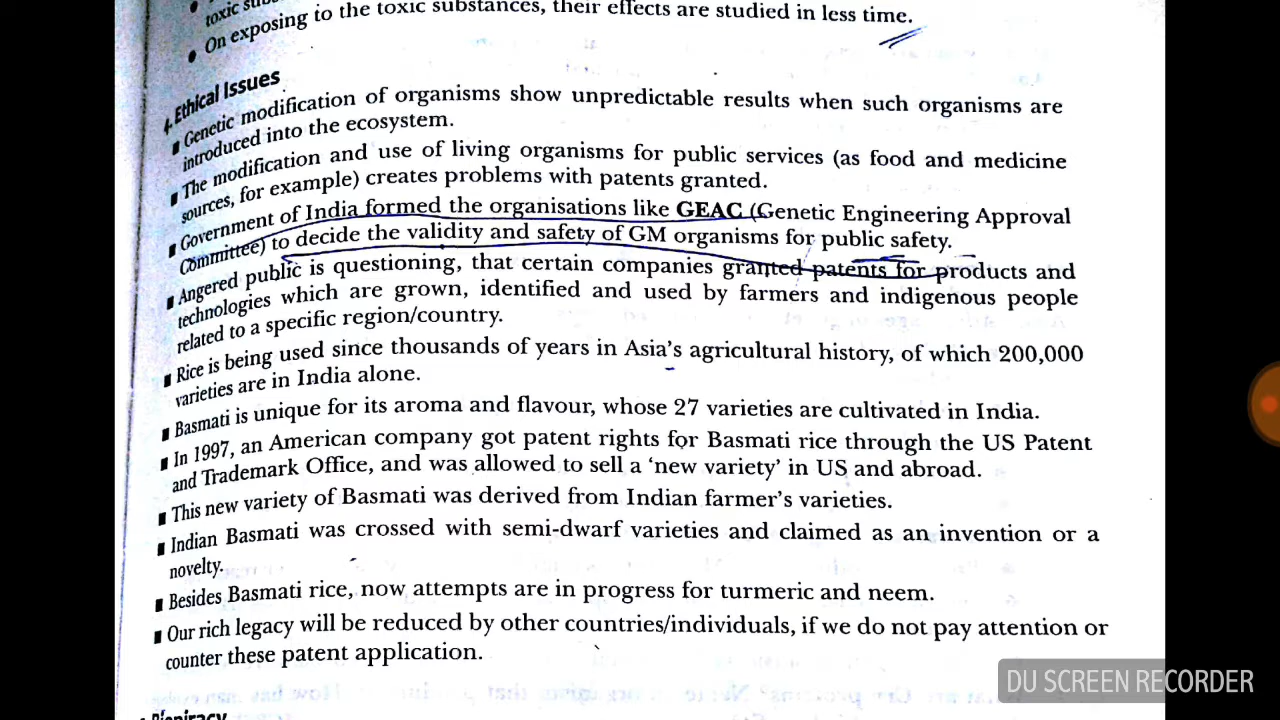 toxic
● On exposing to the toxic substances, their effects are studied in less time.
4. Ethical Issues
■ Genetic modification of organisms show unpredictable results when such organisms are
introduced into the ecosystem.
■ The modification and use of living organisms for public services (as food and medicine
sources, for example) creates problems with patents granted.
■ Government of India formed the organisations like GEAC (Genetic Engineering Approval
Committee) to decide the validity and safety of GM organisms for public safety.
■ Angered public is questioning, that certain companies granted patents for products and
technologies which are grown, identified and used by farmers and indigenous people
related to a specific region/country.
■ Rice is being used since thousands of years in Asia's agricultural history, of which 200,000
varieties are in India alone.
■ Basmati is unique for its aroma and flavour, whose 27 varieties are cultivated in India.
■ In 1997, an American company got patent rights for Basmati rice through the US Patent
and Trademark Office, and was allowed to sell a 'new variety' in US and abroad.
■ This new variety of Basmati was derived from Indian farmer's varieties.
■ Indian Basmati was crossed with semi-dwarf varieties and claimed as an invention or a
novelty.
■ Besides Basmati rice, now attempts are in progress for turmeric and neem.
■ Our rich legacy will be reduced by other countries/individuals, if we do not pay attention or
counter these patent application.
Biopiracy
DU SCREEN RECORDER